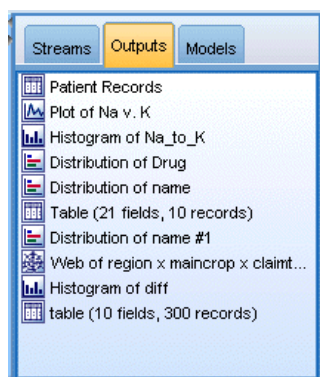 Streams Outputs Models
Patient Records
Plot of Na v. K
Histogram of Na_to_K
Distribution of Drug
Distribution of name
Table (21 fields, 10 records)
Distribution of name #1
Web of region x maincrop x claimt...
Histogram of diff
table (10 fields, 300 records)